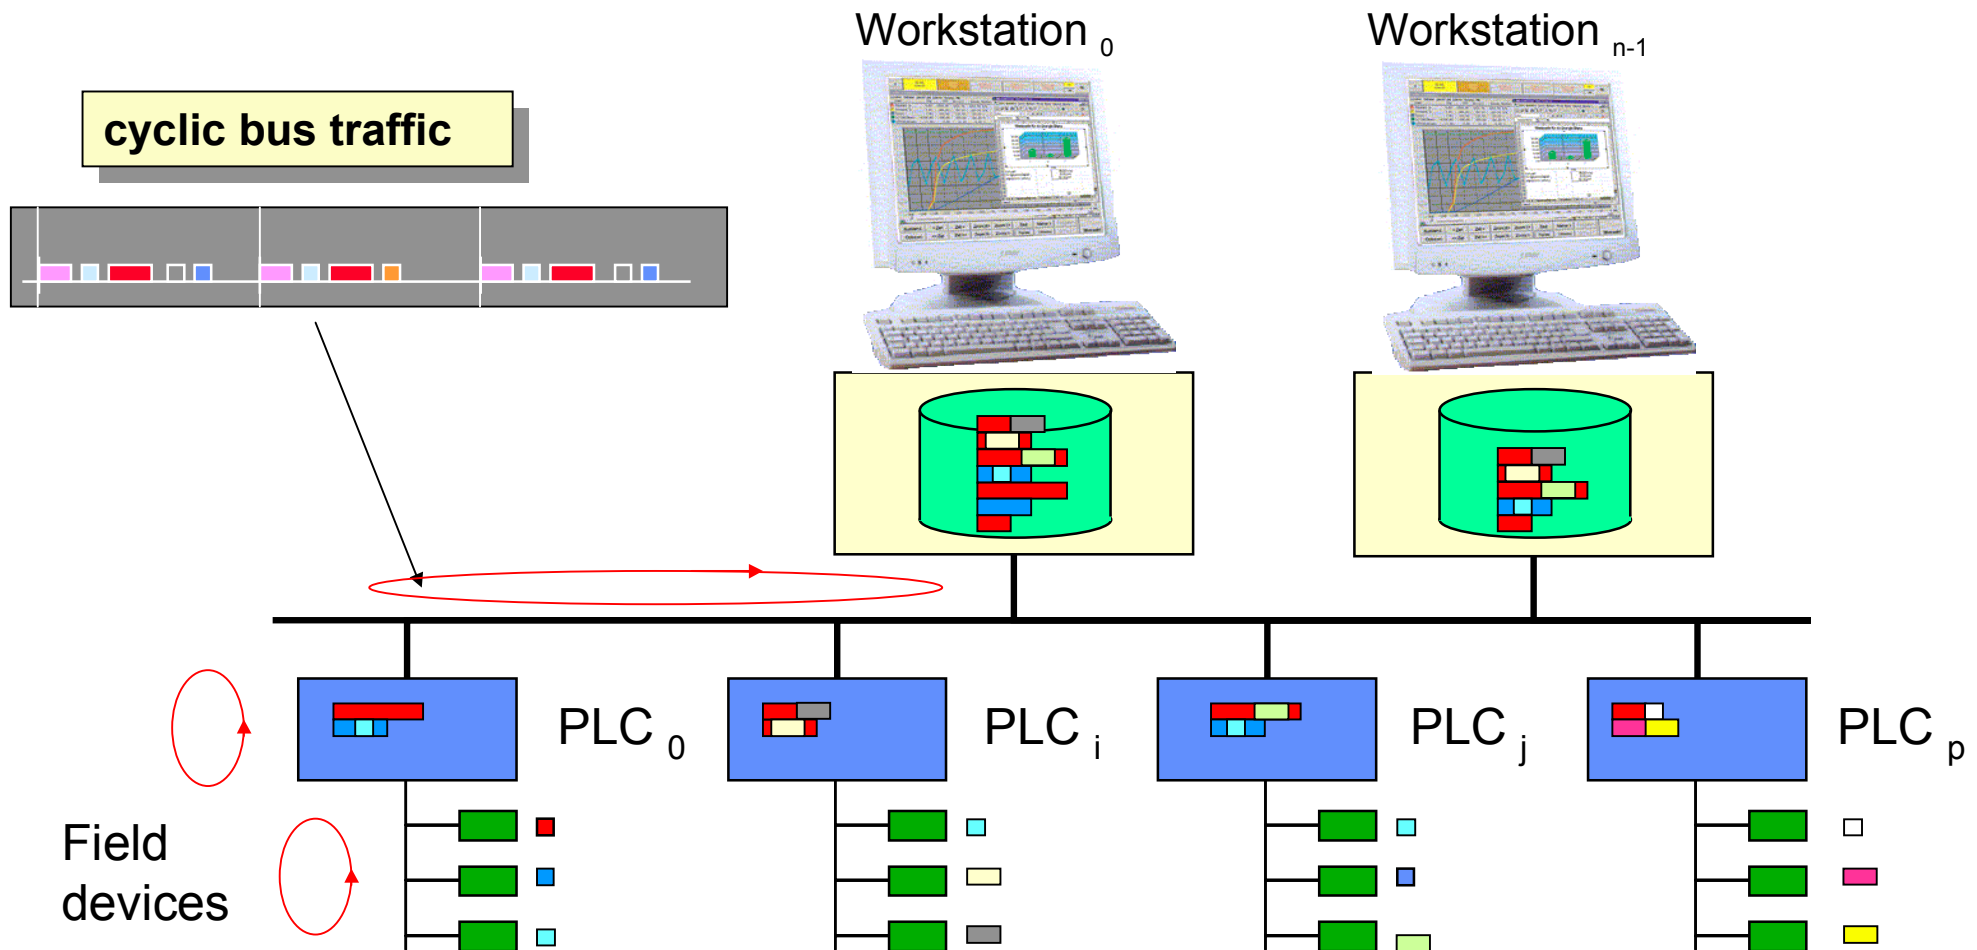 Workstation 0
Workstation n-1
cyclic bus traffic
PLC 0
PLC i
PLC j
PLC p
Field
devices